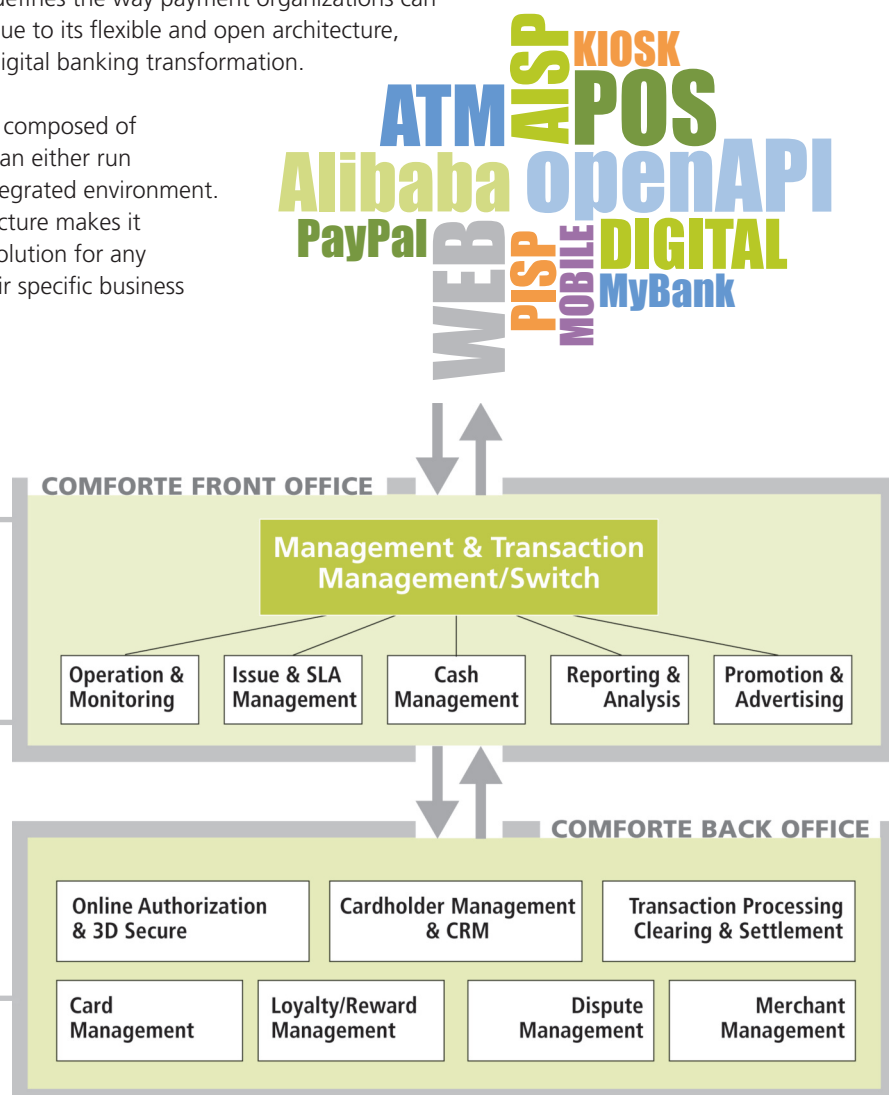 defines the way payment organizations can
ue to its flexible and open architecture,
igital banking transformation.
composed of
an either run
tegrated environment.
cture makes it
olution for any
ir specific business
ATM
AISP
KIOSK
POS
Alibaba
openAPI
PayPal
WEB
PISP
MOBILE
DIGITAL
MyBank
COMFORTE FRONT OFFICE
Management & Transaction
Management/Switch
Operation &
Monitoring
Issue & SLA
Management
Cash
Management
Reporting &
Analysis
Promotion &
Advertising
COMFORTE BACK OFFICE
Online Authorization
& 3D Secure
Cardholder Management
& CRM
Transaction Processing
Clearing & Settlement
Card
Management
Loyalty/Reward
Management
Dispute
Management
Merchant
Management